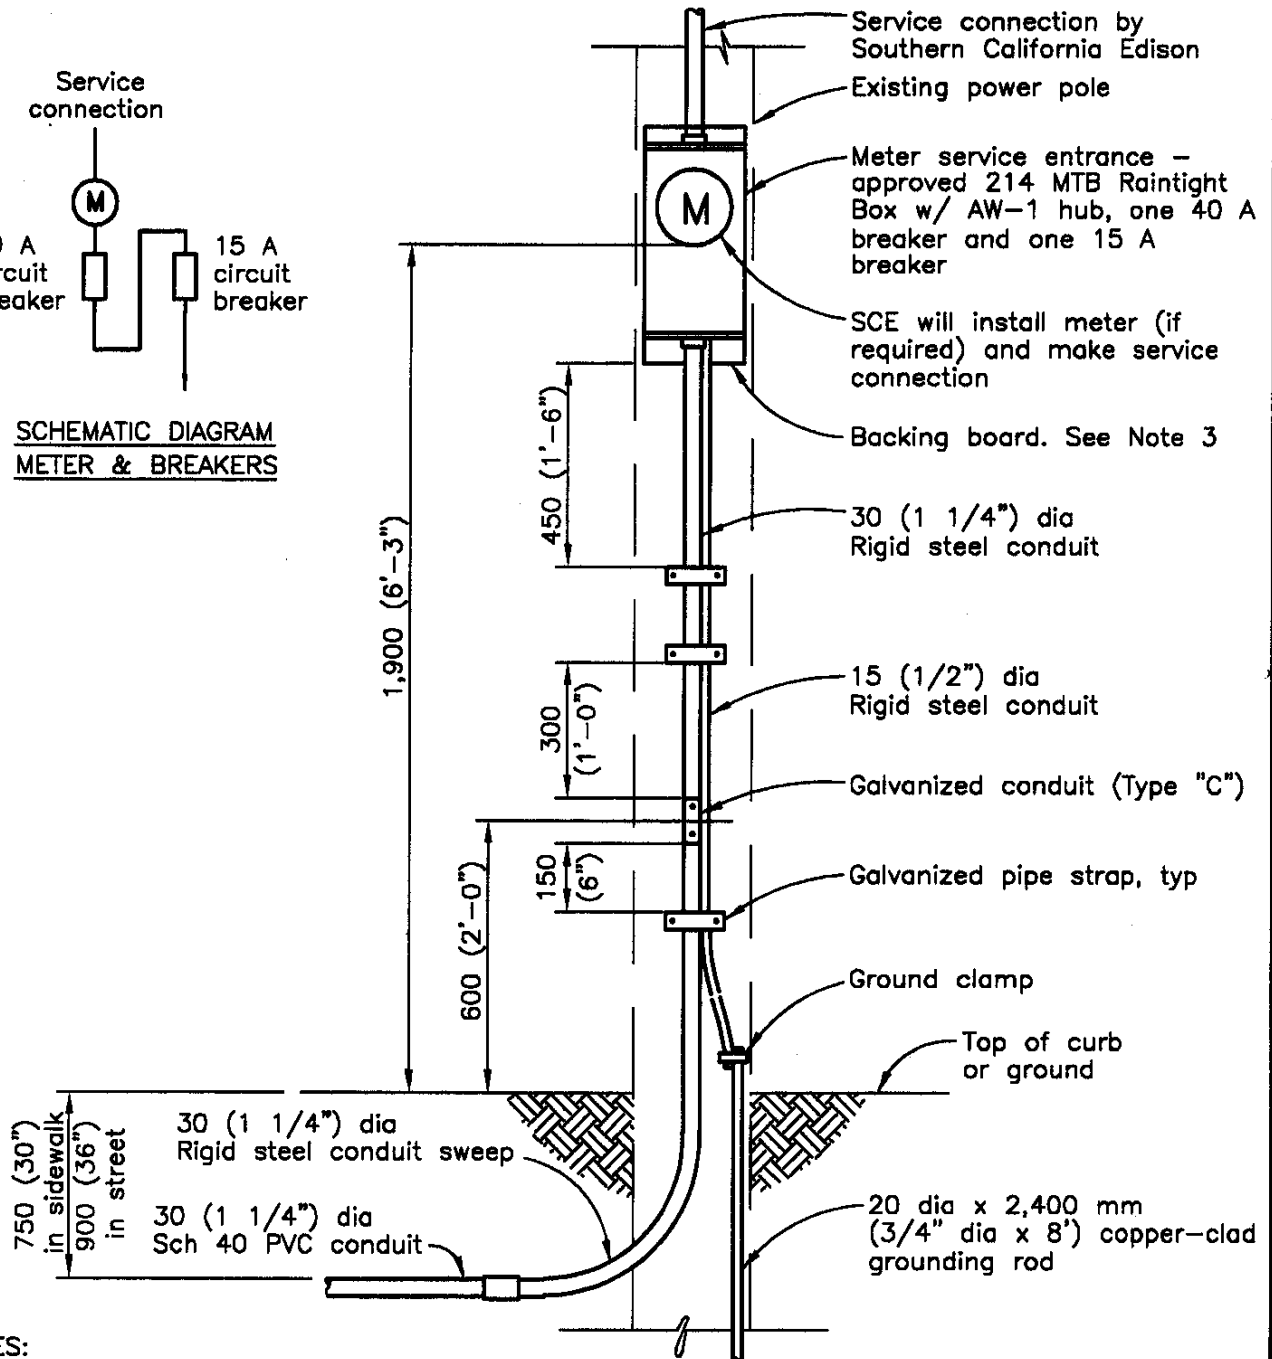 Service connection by
Southern California Edison
Existing power pole
Service
connection
M
15 A
circuit
breaker
SCHEMATIC DIAGRAM
METER & BREAKERS
M
Meter service entrance –
approved 214 MTB Raintight
Box w/ AW–1 hub, one 40 A
breaker and one 15 A
breaker
SCE will install meter (if
required) and make service
connection
Backing board. See Note 3
450 (1'–6")
1,900 (6'–3")
30 (1 1/4") dia
Rigid steel conduit
300
(1'–0")
15 (1/2") dia
Rigid steel conduit
Galvanized conduit (Type "C")
150
(6")
600 (2'–0")
Galvanized pipe strap, typ
Ground clamp
Top of curb
or ground
750 (30")
in sidewalk
900 (36")
in street
30 (1 1/4") dia
Rigid steel conduit sweep
30 (1 1/4") dia
Sch 40 PVC conduit
20 dia x 2,400 mm
(3/4" dia x 8') copper–clad
grounding rod